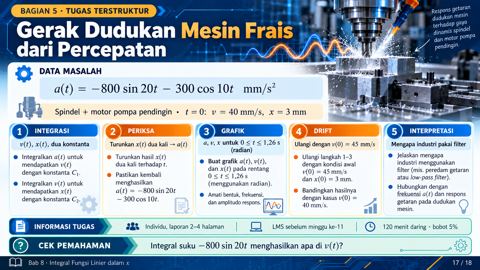 BAGIAN 5 • TUGAS TERSTRUKTUR
Gerak Dudukan Mesin Frais
dari Percepatan
Respons getaran
dudukan mesin
terhadap gaya
dinamis spindel
dan motor pompa
pendingin.
DATA MASALAH
a(t) = −800 sin 20t − 300 cos 10t mm/s²
Spindel + motor pompa pendingin • t = 0: v = 40 mm/s, x = 3 mm
1 INTEGRASI
v(t), x(t), dua konstanta
• Integralkan a(t) untuk
mendapatkan v(t)
dengan konstanta C₁.
• Integralkan v(t) untuk
mendapatkan x(t)
dengan konstanta C₂.
2 PERIKSA
Turunkan x(t) dua kali → a(t)
• Turunkan hasil x(t)
dua kali terhadap t.
• Pastikan kembali
menghasilkan
a(t) = −800 sin 20t
− 300 cos 10t.
3 GRAFIK
a, v, x untuk 0 ≤ t ≤ 1,26 s
(radian)
• Buat grafik a(t), v(t),
dan x(t) pada rentang
0 ≤ t ≤ 1,26 s
(menggunakan radian).
• Amati bentuk, frekuensi,
dan amplitudo respons.
4 DRIFT
Ulangi dengan v(0) = 45 mm/s
• Ulangi langkah 1–3
dengan kondisi awal
v(0) = 45 mm/s
dan x(0) = 3 mm.
• Bandingkan hasilnya
dengan kasus v(0) =
40 mm/s.
5 INTERPRETASI
Mengapa industri pakai filter
• Jelaskan mengapa
industri menggunakan
filter (mis. peredam getaran
atau low-pass filter).
• Hubungkan dengan
frekuensi a(t) dan respons
getaran pada dudukan
mesin.
INFORMASI TUGAS
Individu, laporan 2–4 halaman
LMS sebelum minggu ke-11
120 menit daring • bobot 5%
CEK PEMAHAMAN
Integral suku −800 sin 20t menghasilkan apa di v(t)?
Bab 8 • Integral Fungsi Linier dalam x
17 / 18